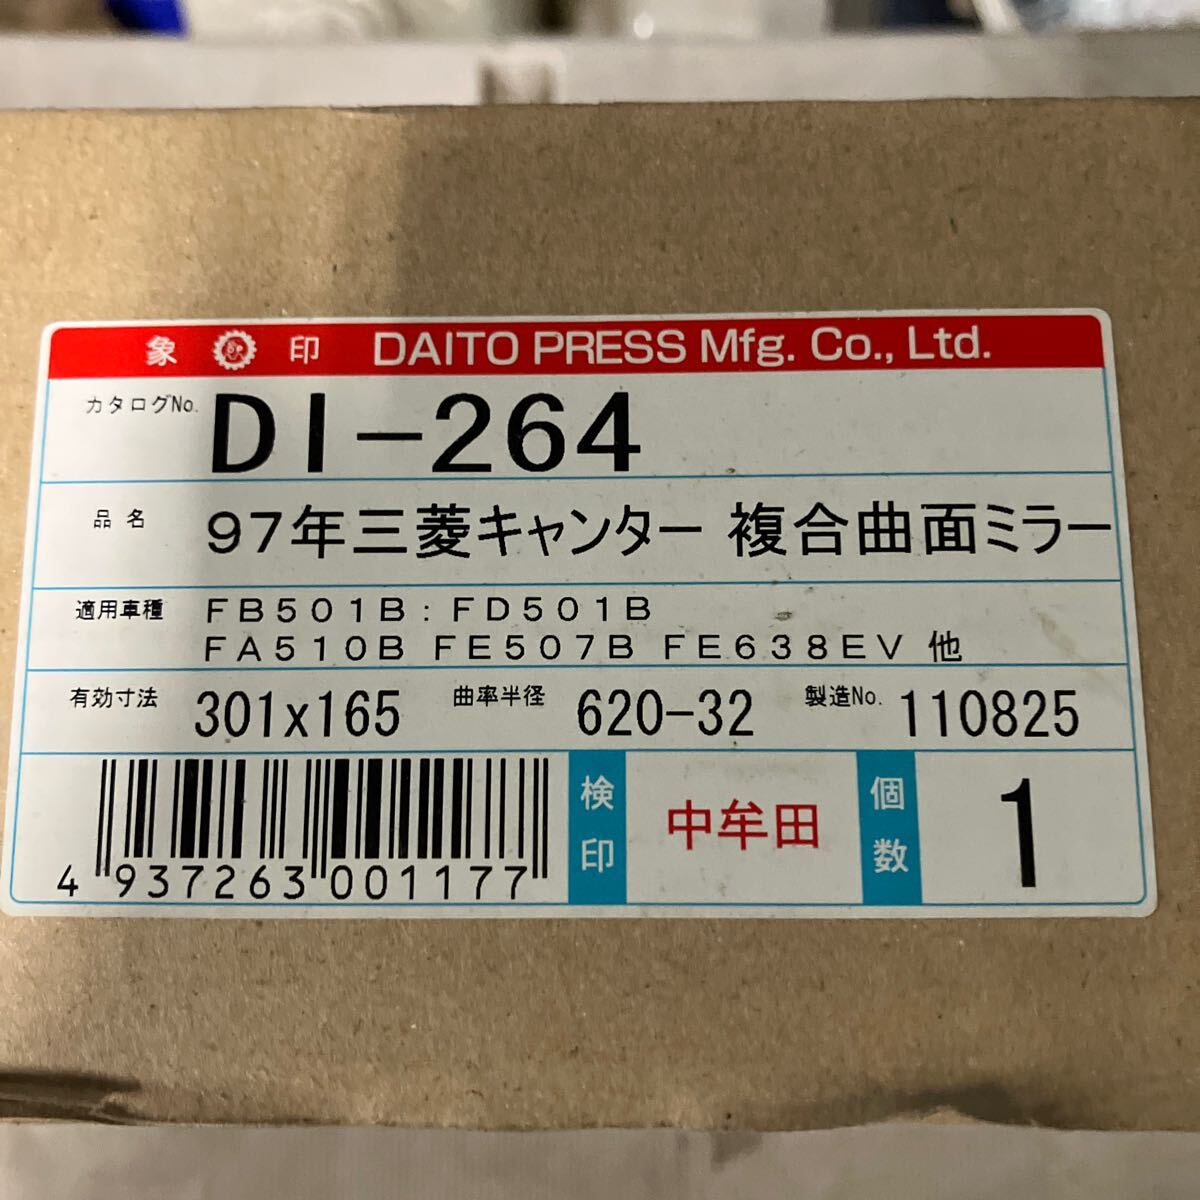 象 印 DAITO PRESS Mfg. Co., Ltd.
カタログNo. DI-264
品名 97年三菱キャンター 複合曲面ミラー
適用車種 FB501B:FD501B
FA510B FE507B FE638EV 他
有効寸法 301x165 曲率半径 620-32 製造No. 110825
検印 中牟田 個数 1
4 937263 001177